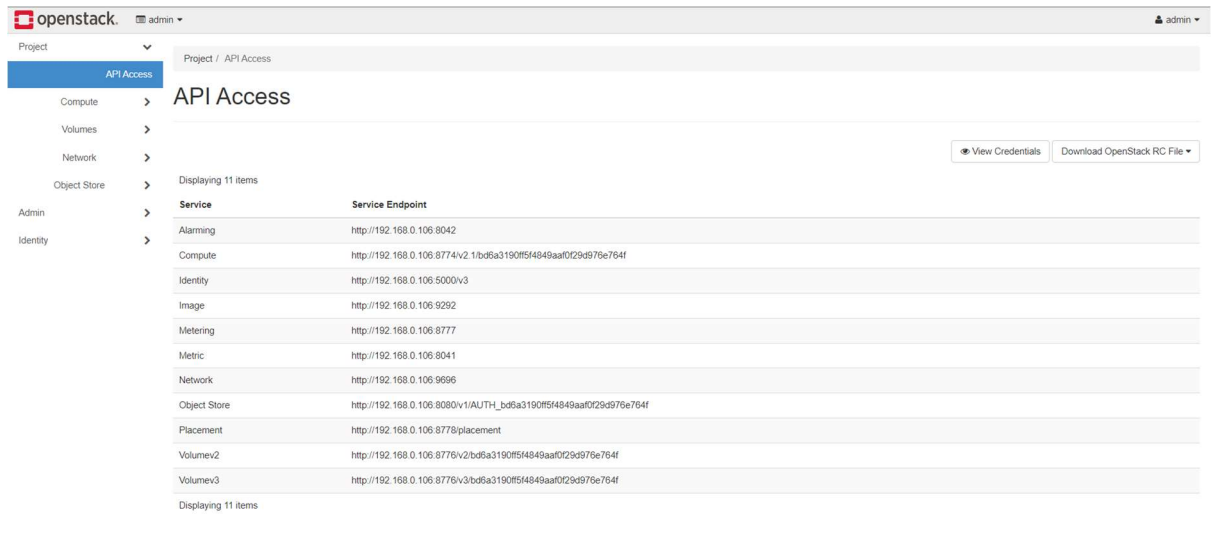 openstack. admin admin
Project
API Access
Compute
Volumes
Network
Object Store
Admin
Identity
Project / API Access
API Access
View Credentials Download OpenStack RC File
Displaying 11 items
Service Service Endpoint
Alarming http://192.168.0.106:8042
Compute http://192.168.0.106:8774/v2.1/bd6a3190ff5f4849aaf0f29d976e764f
Identity http://192.168.0.106:5000/v3
Image http://192.168.0.106:9292
Metering http://192.168.0.106:8777
Metric http://192.168.0.106:8041
Network http://192.168.0.106:9696
Object Store http://192.168.0.106:8080/v1/AUTH_bd6a3190ff5f4849aaf0f29d976e764f
Placement http://192.168.0.106:8778/placement
Volumev2 http://192.168.0.106:8776/v2/bd6a3190ff5f4849aaf0f29d976e764f
Volumev3 http://192.168.0.106:8776/v3/bd6a3190ff5f4849aaf0f29d976e764f
Displaying 11 items